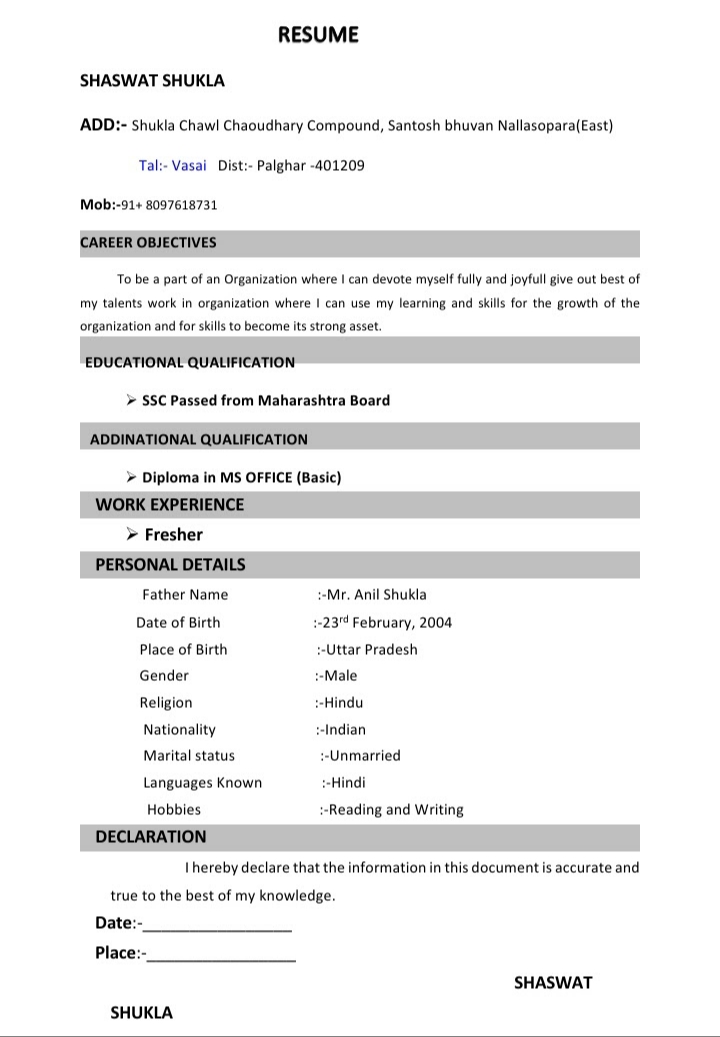 RESUME
SHASWAT SHUKLA
ADD:- Shukla Chawl Chaoudhary Compound, Santosh bhuvan Nallasopara(East)
Tal:- Vasai Dist:- Palghar -401209
Mob:-91+ 8097618731
CAREER OBJECTIVES
To be a part of an Organization where I can devote myself fully and joyfull give out best of
my talents work in organization where I can use my learning and skills for the growth of the
organization and for skills to become its strong asset.
EDUCATIONAL QUALIFICATION
➢ SSC Passed from Maharashtra Board
ADDINATIONAL QUALIFICATION
➢ Diploma in MS OFFICE (Basic)
WORK EXPERIENCE
➢ Fresher
PERSONAL DETAILS
Father Name :-Mr. Anil Shukla
Date of Birth :-23rd February, 2004
Place of Birth :-Uttar Pradesh
Gender :-Male
Religion :-Hindu
Nationality :-Indian
Marital status :-Unmarried
Languages Known :-Hindi
Hobbies :-Reading and Writing
DECLARATION
I hereby declare that the information in this document is accurate and
true to the best of my knowledge.
Date:-__________________
Place:-__________________
SHASWAT
SHUKLA